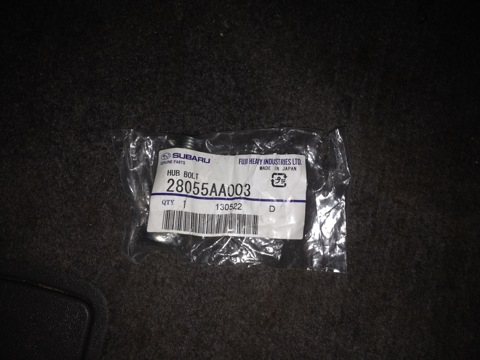 SUBARU
GENUINE PARTS
FUJI HEAVY INDUSTRIES LTD.
MADE IN JAPAN
HUB BOLT
28055AA003
QTY 1 130522 D